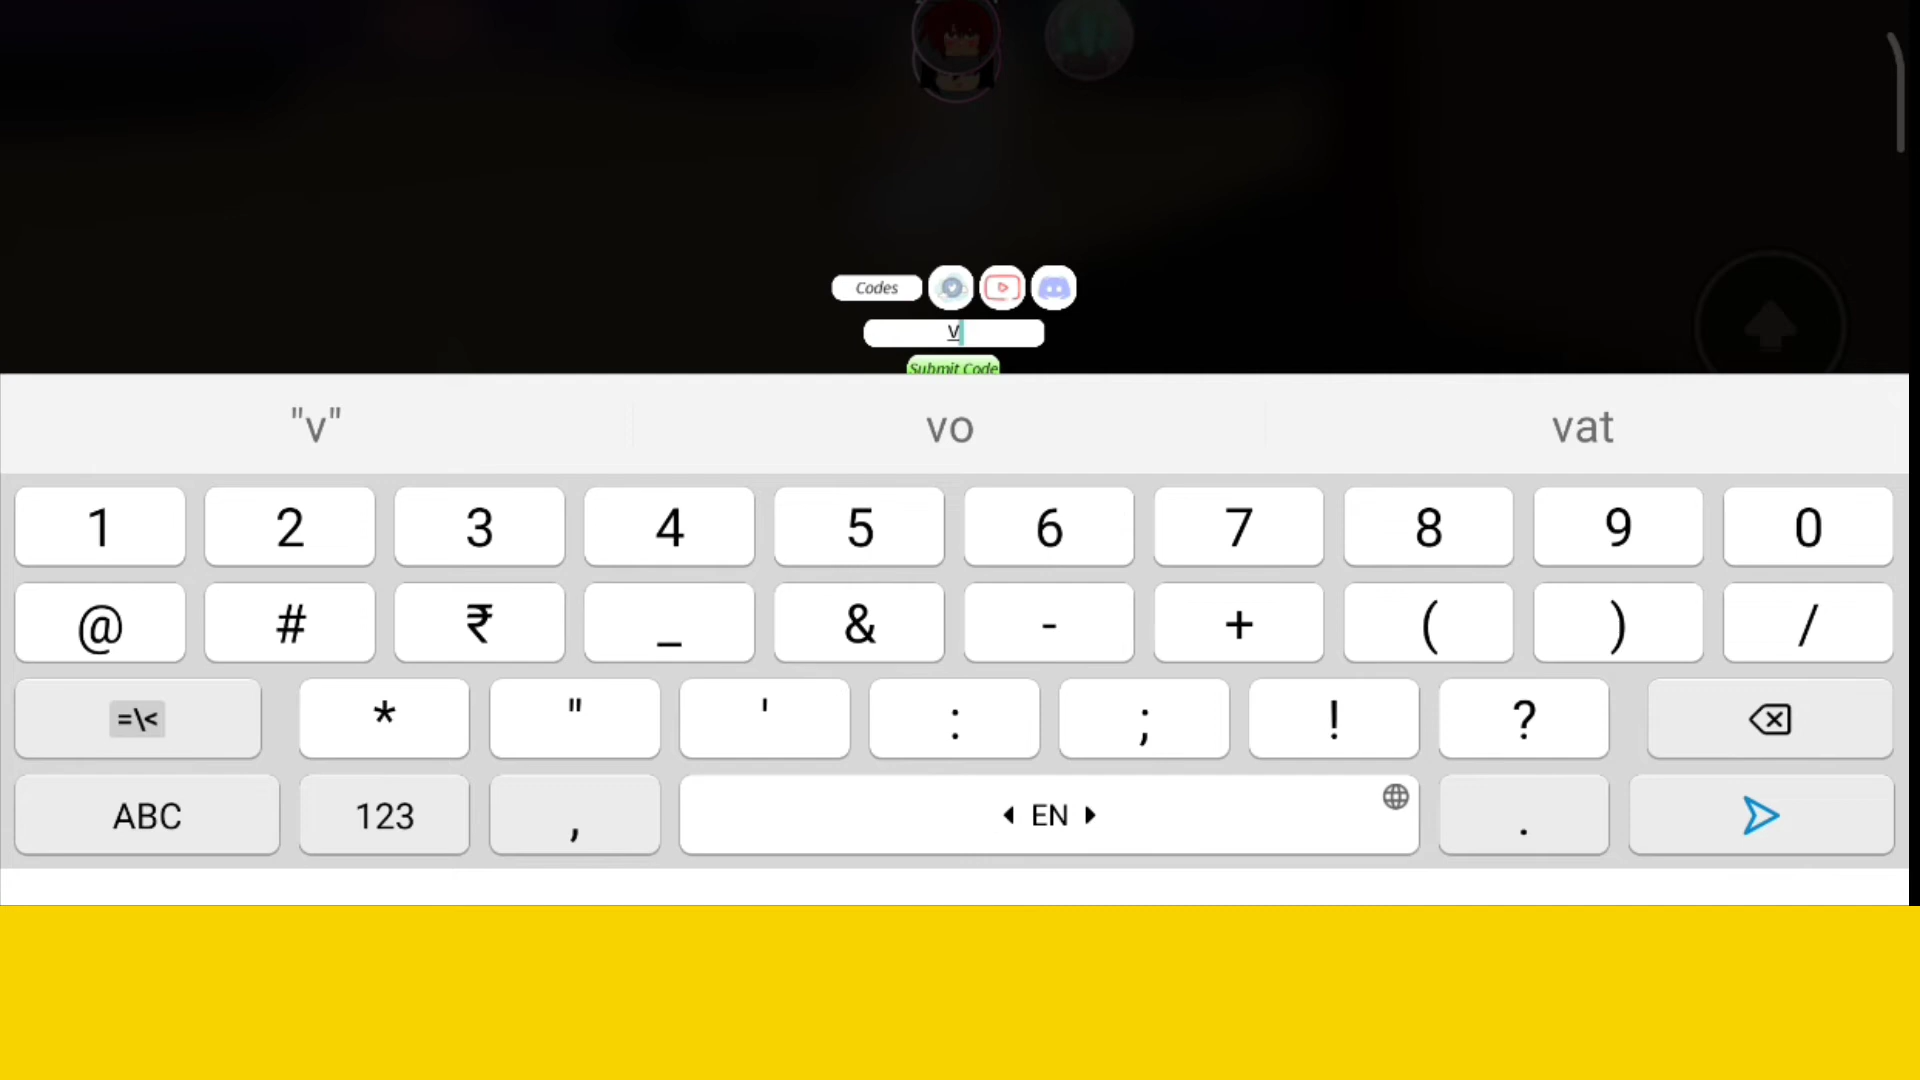 Codes
v
Submit Code
"v" vo vat
1 2 3 4 5 6 7 8 9 0
@ # ₹ _ & - + ( ) /
=\< * " ' : ; ! ?
ABC 123 , EN .